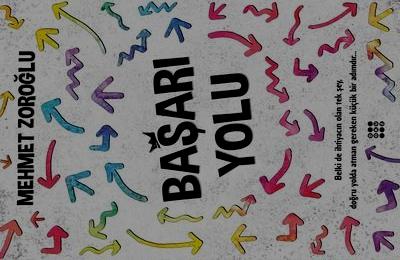 MEHMET ZOROĞLU
BAŞARI
YOLU
Belki de ihtiyacın olan tek şey,
doğru yolda atman gereken küçük bir adımdır...